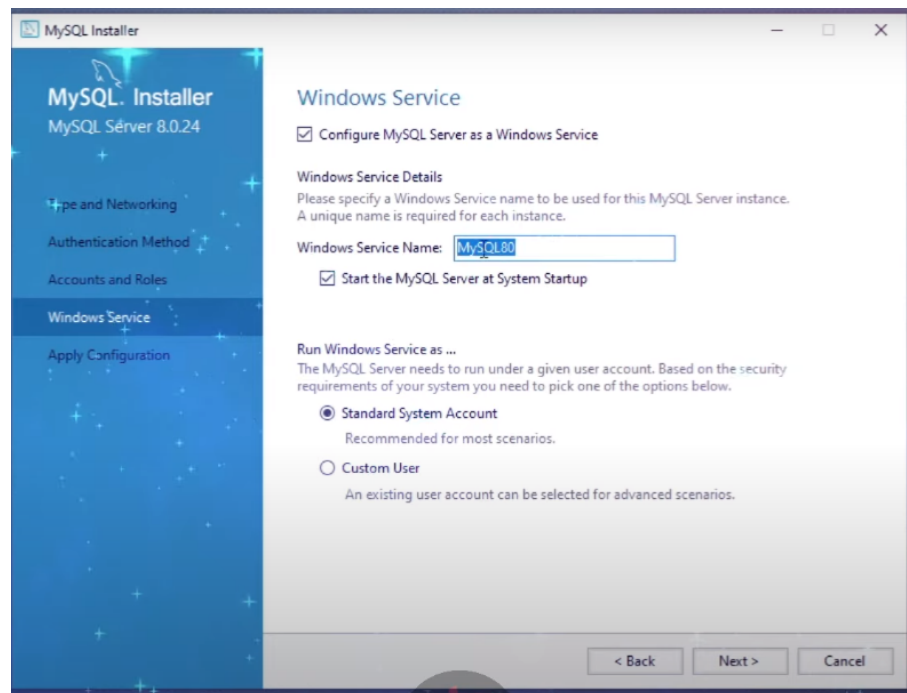 MySQL Installer
MySQL. Installer
MySQL Server 8.0.24
Type and Networking
Authentication Method
Accounts and Roles
Windows Service
Apply Configuration
Windows Service
Configure MySQL Server as a Windows Service
Windows Service Details
Please specify a Windows Service name to be used for this MySQL Server instance.
A unique name is required for each instance.
Windows Service Name: MySQL80
Start the MySQL Server at System Startup
Run Windows Service as ...
The MySQL Server needs to run under a given user account. Based on the security
requirements of your system you need to pick one of the options below.
Standard System Account
Recommended for most scenarios.
Custom User
An existing user account can be selected for advanced scenarios.
< Back Next > Cancel